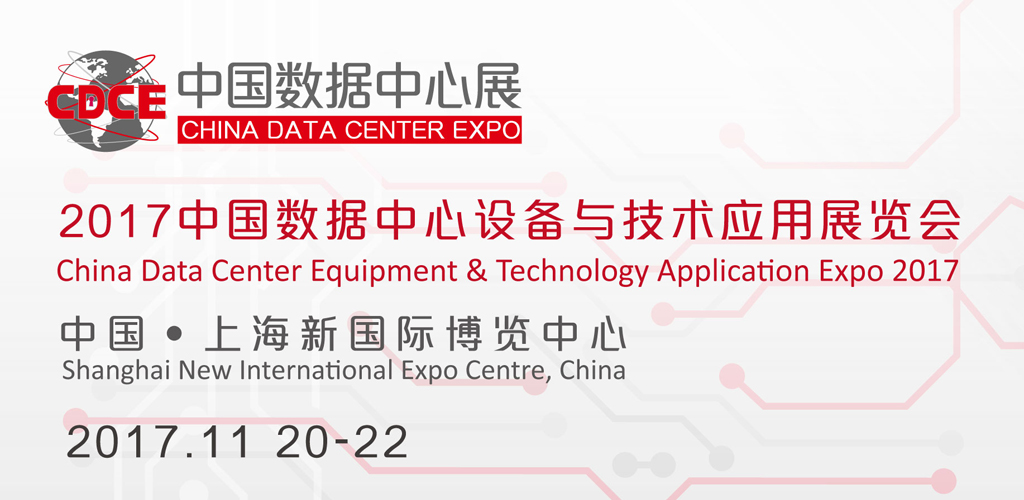 CDCE
中国数据中心展
CHINA DATA CENTER EXPO
2017中国数据中心设备与技术应用展览会
China Data Center Equipment & Technology Application Expo 2017
中国•上海新国际博览中心
Shanghai New International Expo Centre, China
2017.11 20-22